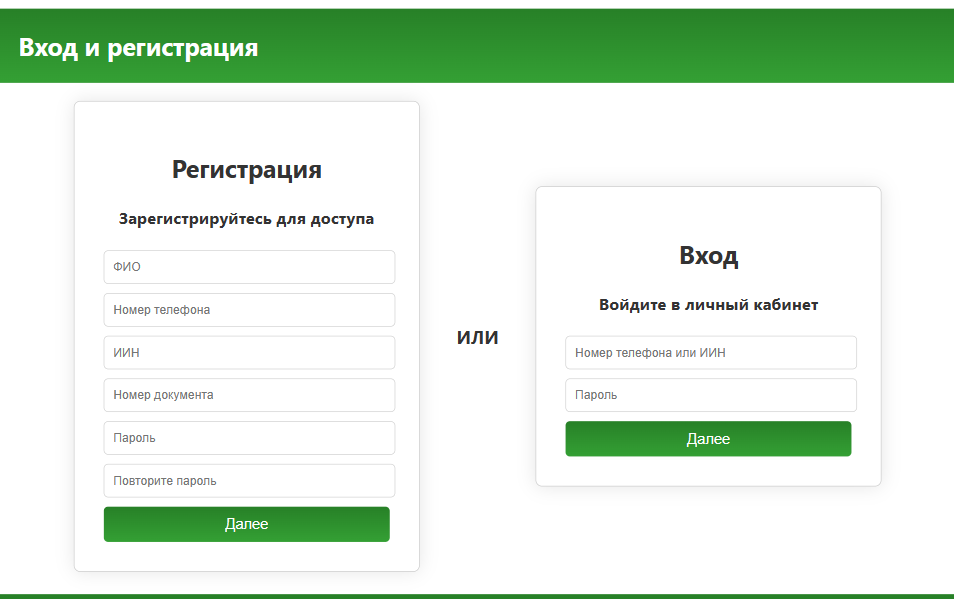 Вход и регистрация
Регистрация
Зарегистрируйтесь для доступа
ФИО
Номер телефона
ИИН
Номер документа
Пароль
Повторите пароль
Далее
ИЛИ
Вход
Войдите в личный кабинет
Номер телефона или ИИН
Пароль
Далее